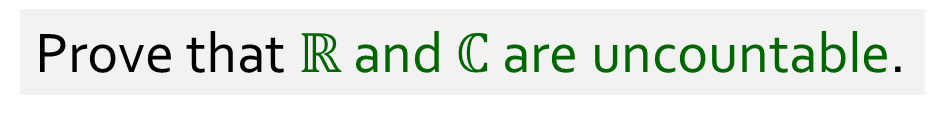 Prove that ℝ and ℂ are uncountable.